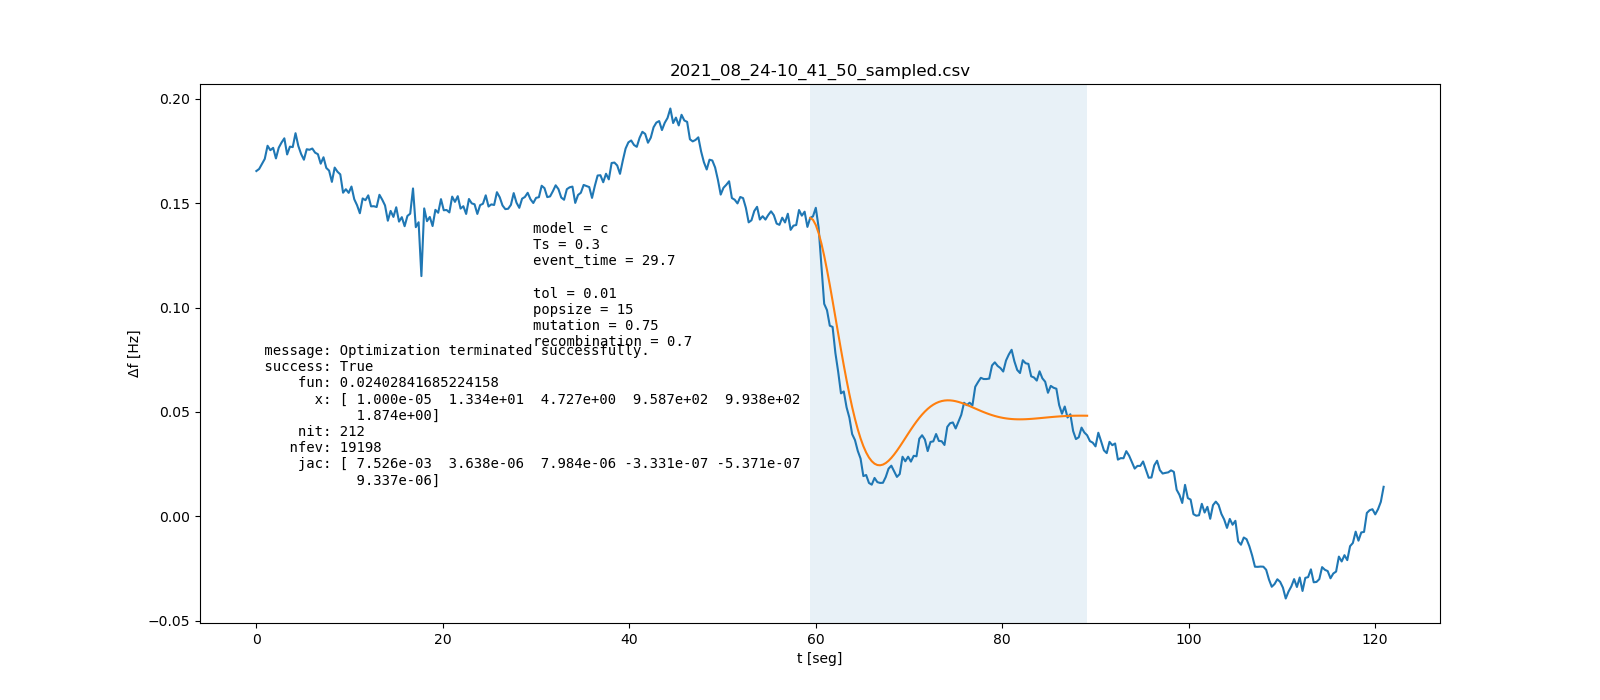 2021_08_24-10_41_50_sampled.csv
0.20
0.15
0.10
0.05
0.00
−0.05
Δf [Hz]
model = c
Ts = 0.3
event_time = 29.7
tol = 0.01
popsize = 15
mutation = 0.75
recombination = 0.7
message: Optimization terminated successfully.
success: True
fun: 0.02402841685224158
x: [ 1.000e-05  1.334e+01  4.727e+00  9.587e+02  9.938e+02
1.874e+00]
nit: 212
nfev: 19198
jac: [ 7.526e-03  3.638e-06  7.984e-06 -3.331e-07 -5.371e-07
9.337e-06]
0 20 40 60 80 100 120
t [seg]